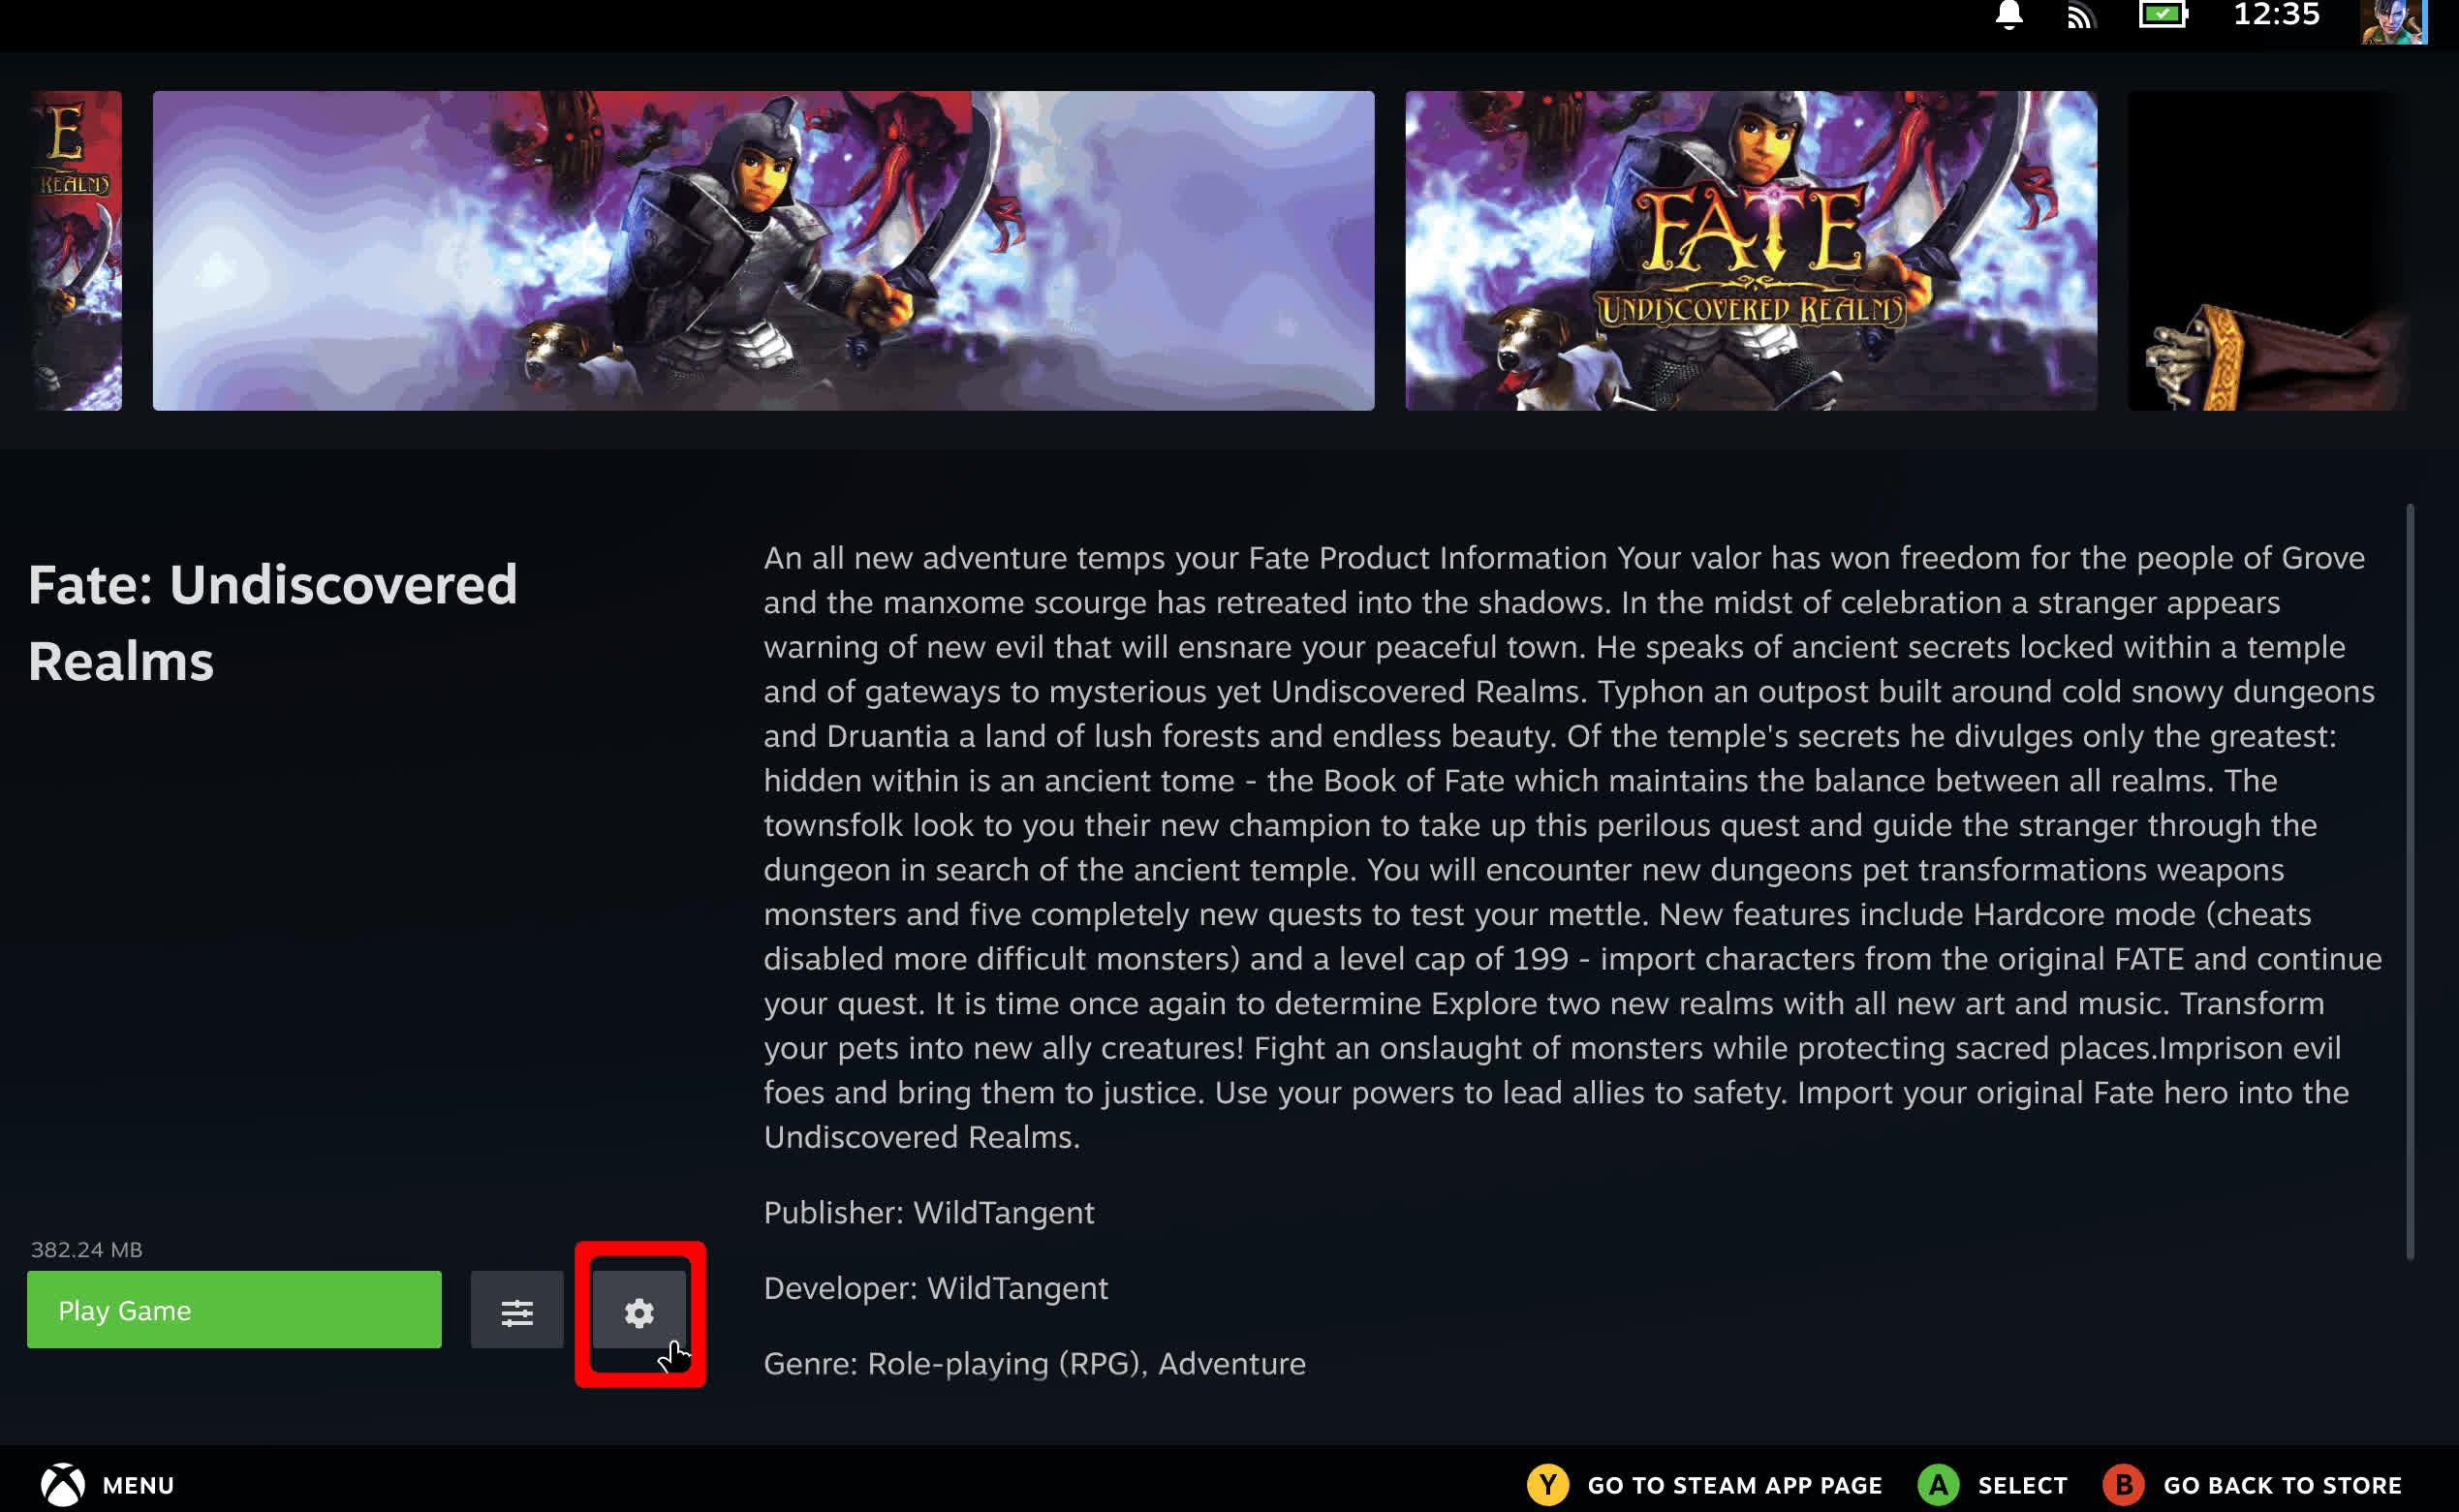 12:35
E
REALMS
FATE
UNDISCOVERED REALMS
Fate: Undiscovered
Realms
An all new adventure temps your Fate Product Information Your valor has won freedom for the people of Grove
and the manxome scourge has retreated into the shadows. In the midst of celebration a stranger appears
warning of new evil that will ensnare your peaceful town. He speaks of ancient secrets locked within a temple
and of gateways to mysterious yet Undiscovered Realms. Typhon an outpost built around cold snowy dungeons
and Druantia a land of lush forests and endless beauty. Of the temple's secrets he divulges only the greatest:
hidden within is an ancient tome - the Book of Fate which maintains the balance between all realms. The
townsfolk look to you their new champion to take up this perilous quest and guide the stranger through the
dungeon in search of the ancient temple. You will encounter new dungeons pet transformations weapons
monsters and five completely new quests to test your mettle. New features include Hardcore mode (cheats
disabled more difficult monsters) and a level cap of 199 - import characters from the original FATE and continue
your quest. It is time once again to determine Explore two new realms with all new art and music. Transform
your pets into new ally creatures! Fight an onslaught of monsters while protecting sacred places.Imprison evil
foes and bring them to justice. Use your powers to lead allies to safety. Import your original Fate hero into the
Undiscovered Realms.
Publisher: WildTangent
Developer: WildTangent
Genre: Role-playing (RPG), Adventure
382.24 MB
Play Game
MENU
Y GO TO STEAM APP PAGE A SELECT B GO BACK TO STORE